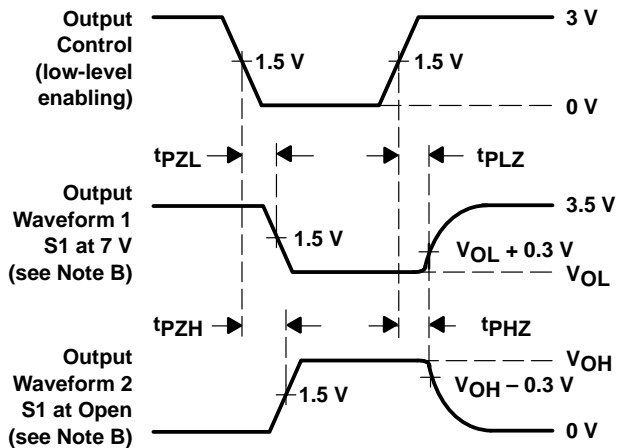 Output
Control
(low-level
enabling)
3 V
1.5 V
1.5 V
0 V
tPZL
tPLZ
Output
Waveform 1
S1 at 7 V
(see Note B)
3.5 V
1.5 V
VOL + 0.3 V
VOL
tPZH
tPHZ
Output
Waveform 2
S1 at Open
(see Note B)
VOH
1.5 V
VOH – 0.3 V
0 V